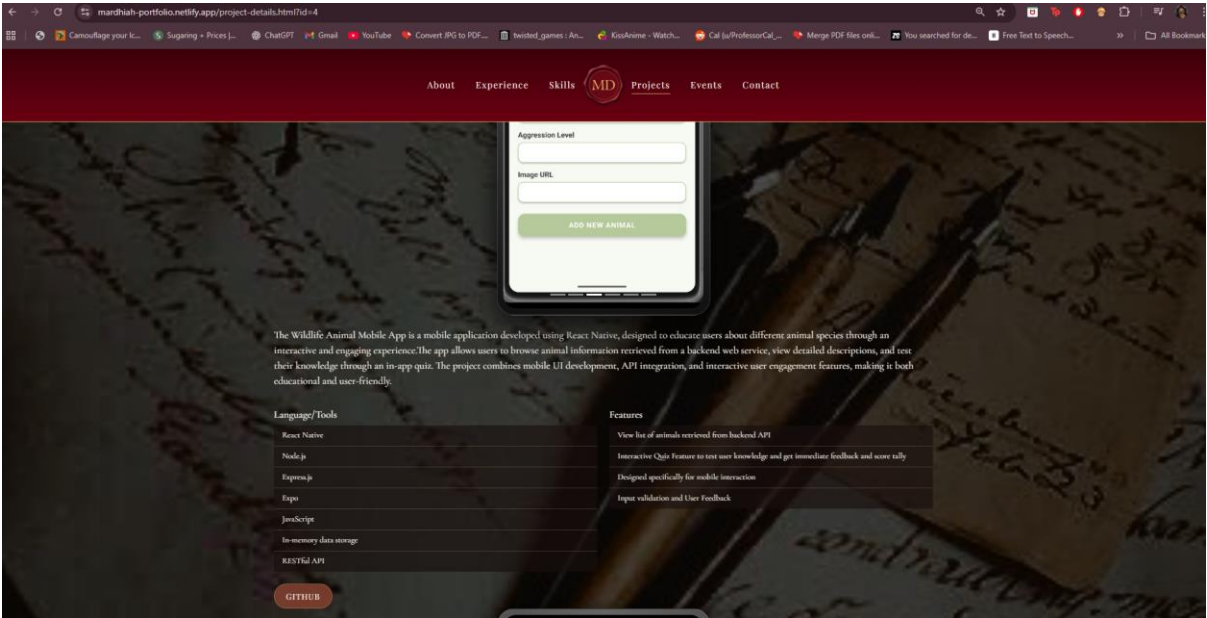 mardhiah-portfolio.netlify.app/project-details.html?id=4
Camouflage your Ic...
Sugaring + Prices |...
ChatGPT
Gmail
YouTube
Convert JPG to PDF...
twisted_games : An...
KissAnime - Watch...
Cal (u/ProfessorCal_...
Merge PDF files onli...
You searched for de...
Free Text to Speech...
All Bookmark
About
Experience
Skills
MD
Projects
Events
Contact
Aggression Level
Image URL
ADD NEW ANIMAL
The Wildlife Animal Mobile App is a mobile application developed using React Native, designed to educate users about different animal species through an
interactive and engaging experience.The app allows users to browse animal information retrieved from a backend web service, view detailed descriptions, and test
their knowledge through an in-app quiz. The project combines mobile UI development, API integration, and interactive user engagement features, making it both
educational and user-friendly.
Language/Tools
React Native
Node.js
Express.js
Expo
JavaScript
In-memory data storage
RESTful API
Features
View list of animals retrieved from backend API
Interactive Quiz Feature to test user knowledge and get immediate feedback and score tally
Designed specifically for mobile interaction
Input validation and User Feedback
GITHUB